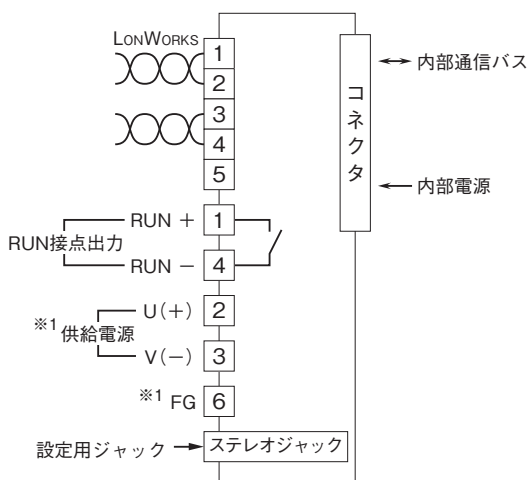 LONWORKS
1
2
3
4
5
コネクタ
内部通信バス
内部電源
RUN接点出力
RUN +
1
RUN −
4
※1 供給電源
U(+)
2
V(−)
3
※1 FG
6
設定用ジャック
ステレオジャック